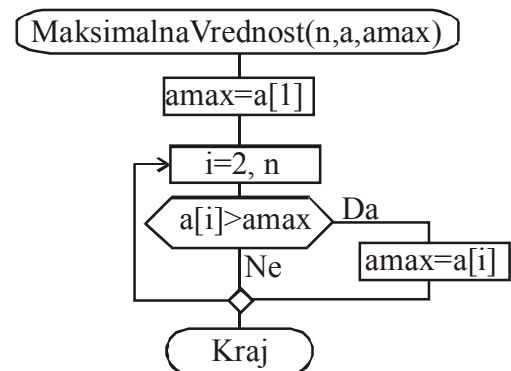 MaksimalnaVrednost(n,a,amax)
amax=a[1]
i=2, n
a[i]>amax
Da
amax=a[i]
Ne
Kraj